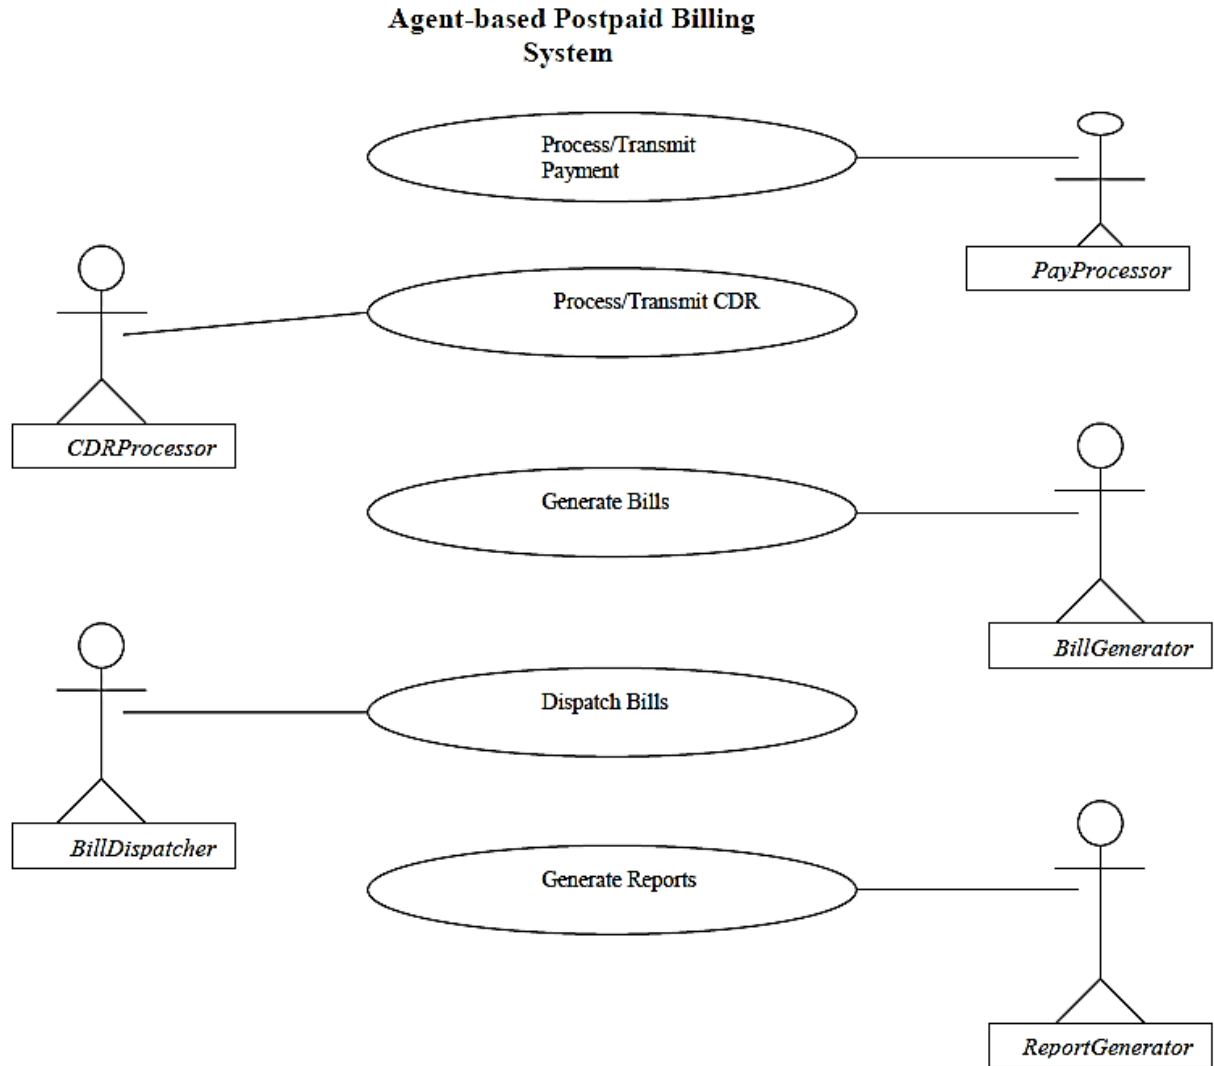 Agent-based Postpaid Billing
System
Process/Transmit
Payment
PayProcessor
Process/Transmit CDR
CDRProcessor
Generate Bills
BillGenerator
Dispatch Bills
BillDispatcher
Generate Reports
ReportGenerator